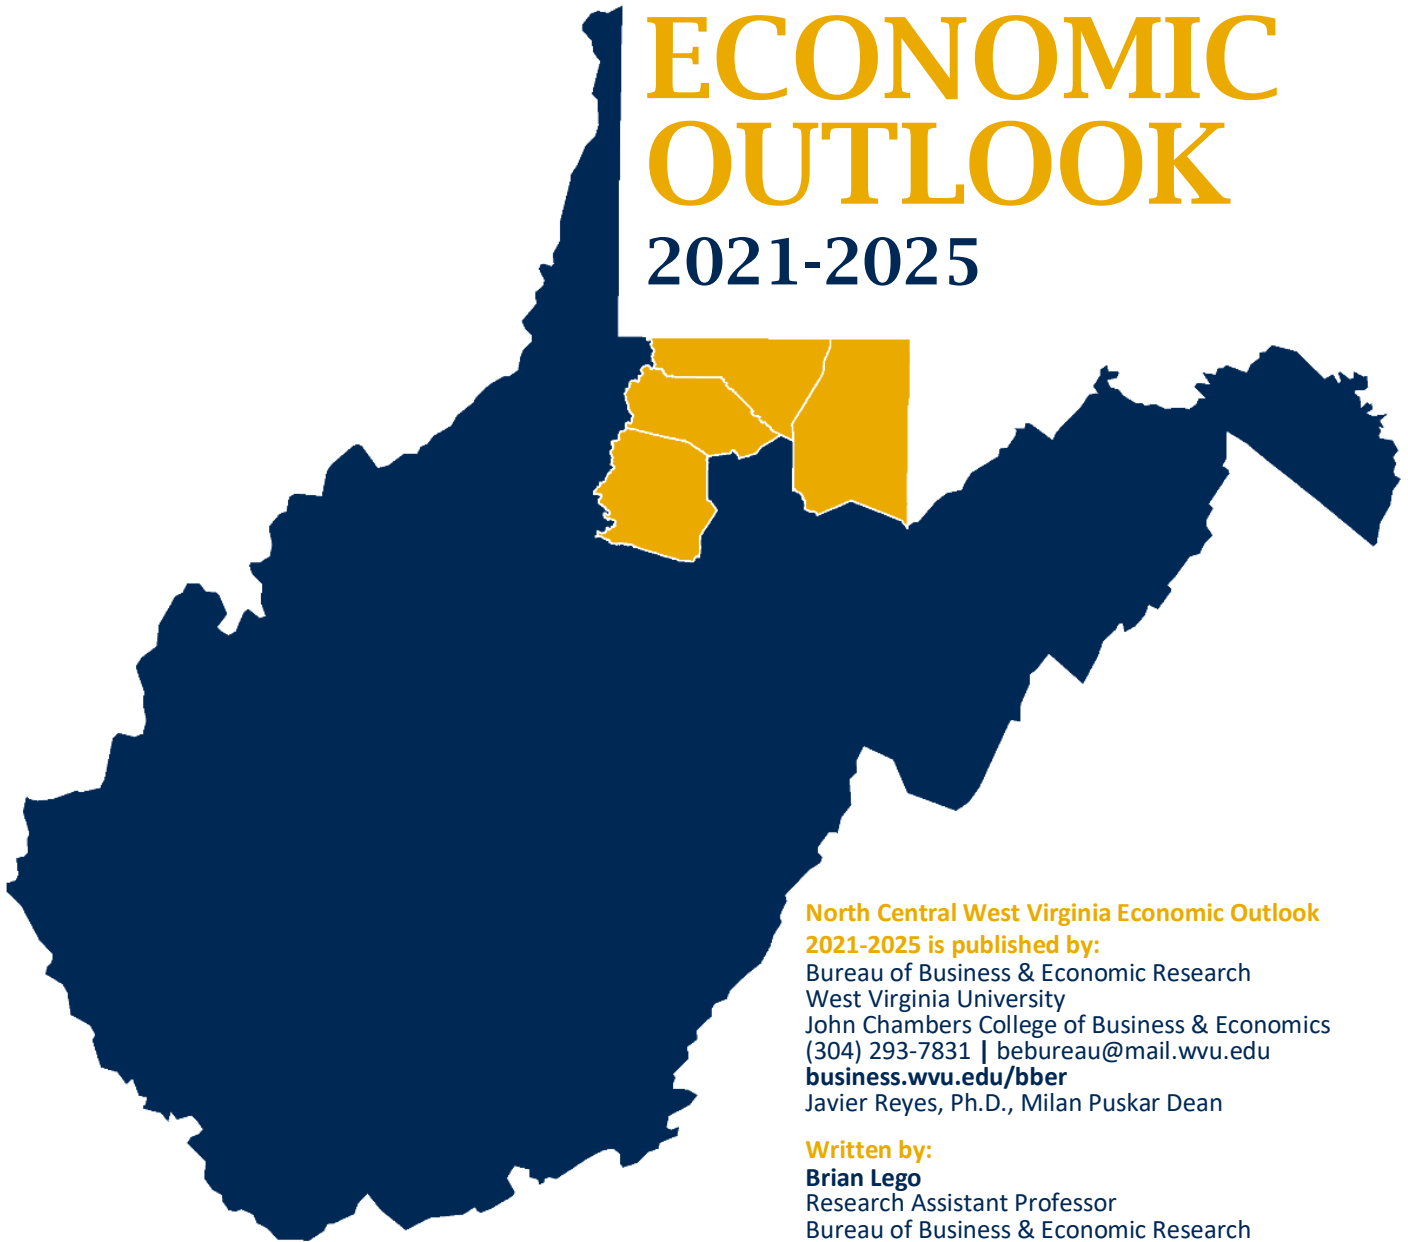 ECONOMIC
OUTLOOK
2021-2025
North Central West Virginia Economic Outlook
2021-2025 is published by:
Bureau of Business & Economic Research
West Virginia University
John Chambers College of Business & Economics
(304) 293-7831 | bebureau@mail.wvu.edu
business.wvu.edu/bber
Javier Reyes, Ph.D., Milan Puskar Dean
Written by:
Brian Lego
Research Assistant Professor
Bureau of Business & Economic Research